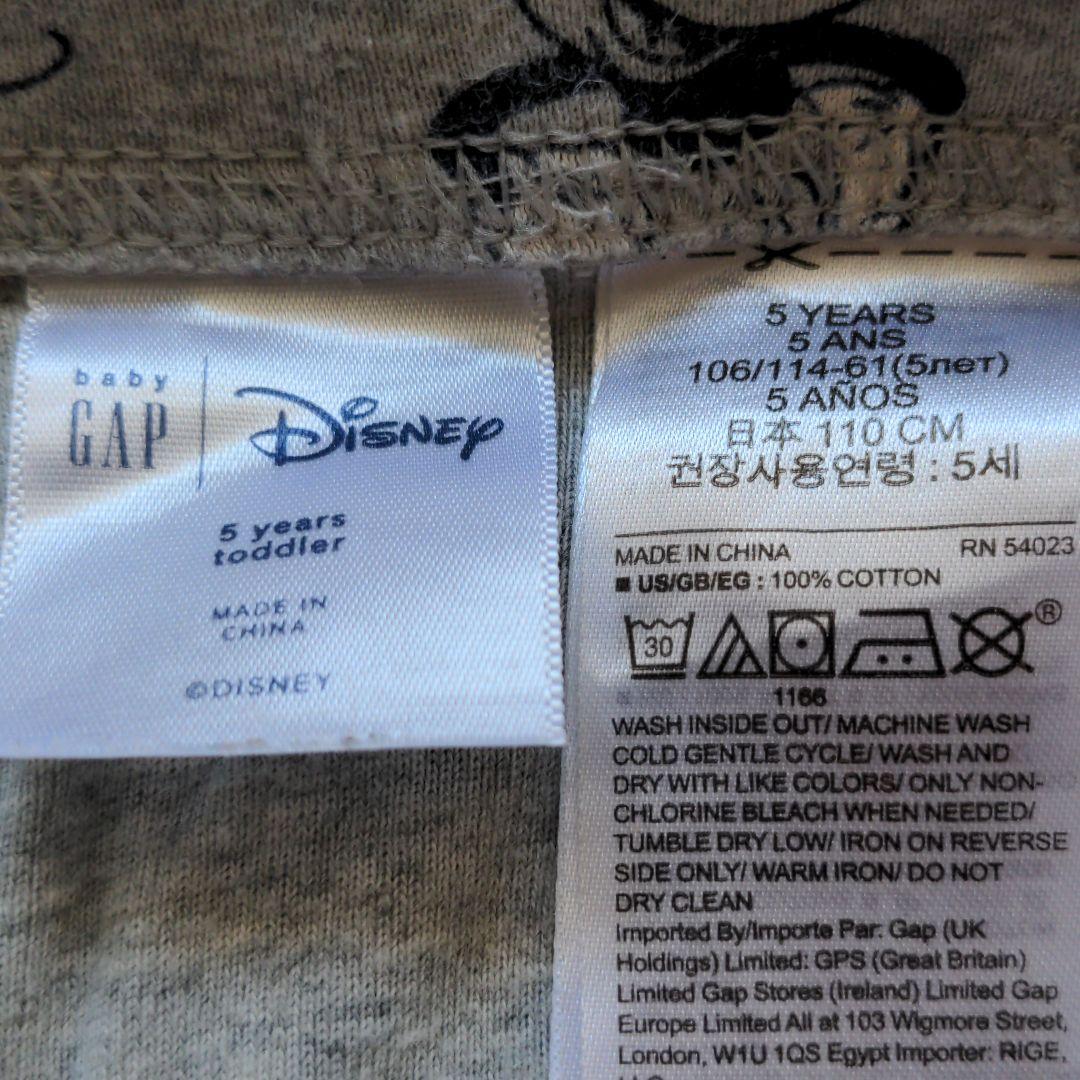 baby
GAP
Disney
5 years
toddler
MADE IN
CHINA
©DISNEY
5 YEARS
5 ANS
106/114-61(5лет)
5 AÑOS
日本 110 CM
권장사용연령 : 5세
MADE IN CHINA RN 54023
■ US/GB/EG : 100% COTTON
30 ®
1166
WASH INSIDE OUT/ MACHINE WASH
COLD GENTLE CYCLE/ WASH AND
DRY WITH LIKE COLORS/ ONLY NON-
CHLORINE BLEACH WHEN NEEDED/
TUMBLE DRY LOW/ IRON ON REVERSE
SIDE ONLY/ WARM IRON/ DO NOT
DRY CLEAN
Imported By/Importe Par: Gap (UK
Holdings) Limited: GPS (Great Britain)
Limited Gap Stores (Ireland) Limited Gap
Europe Limited All at 103 Wigmore Street,
London, W1U 1QS Egypt Importer: RIGE,